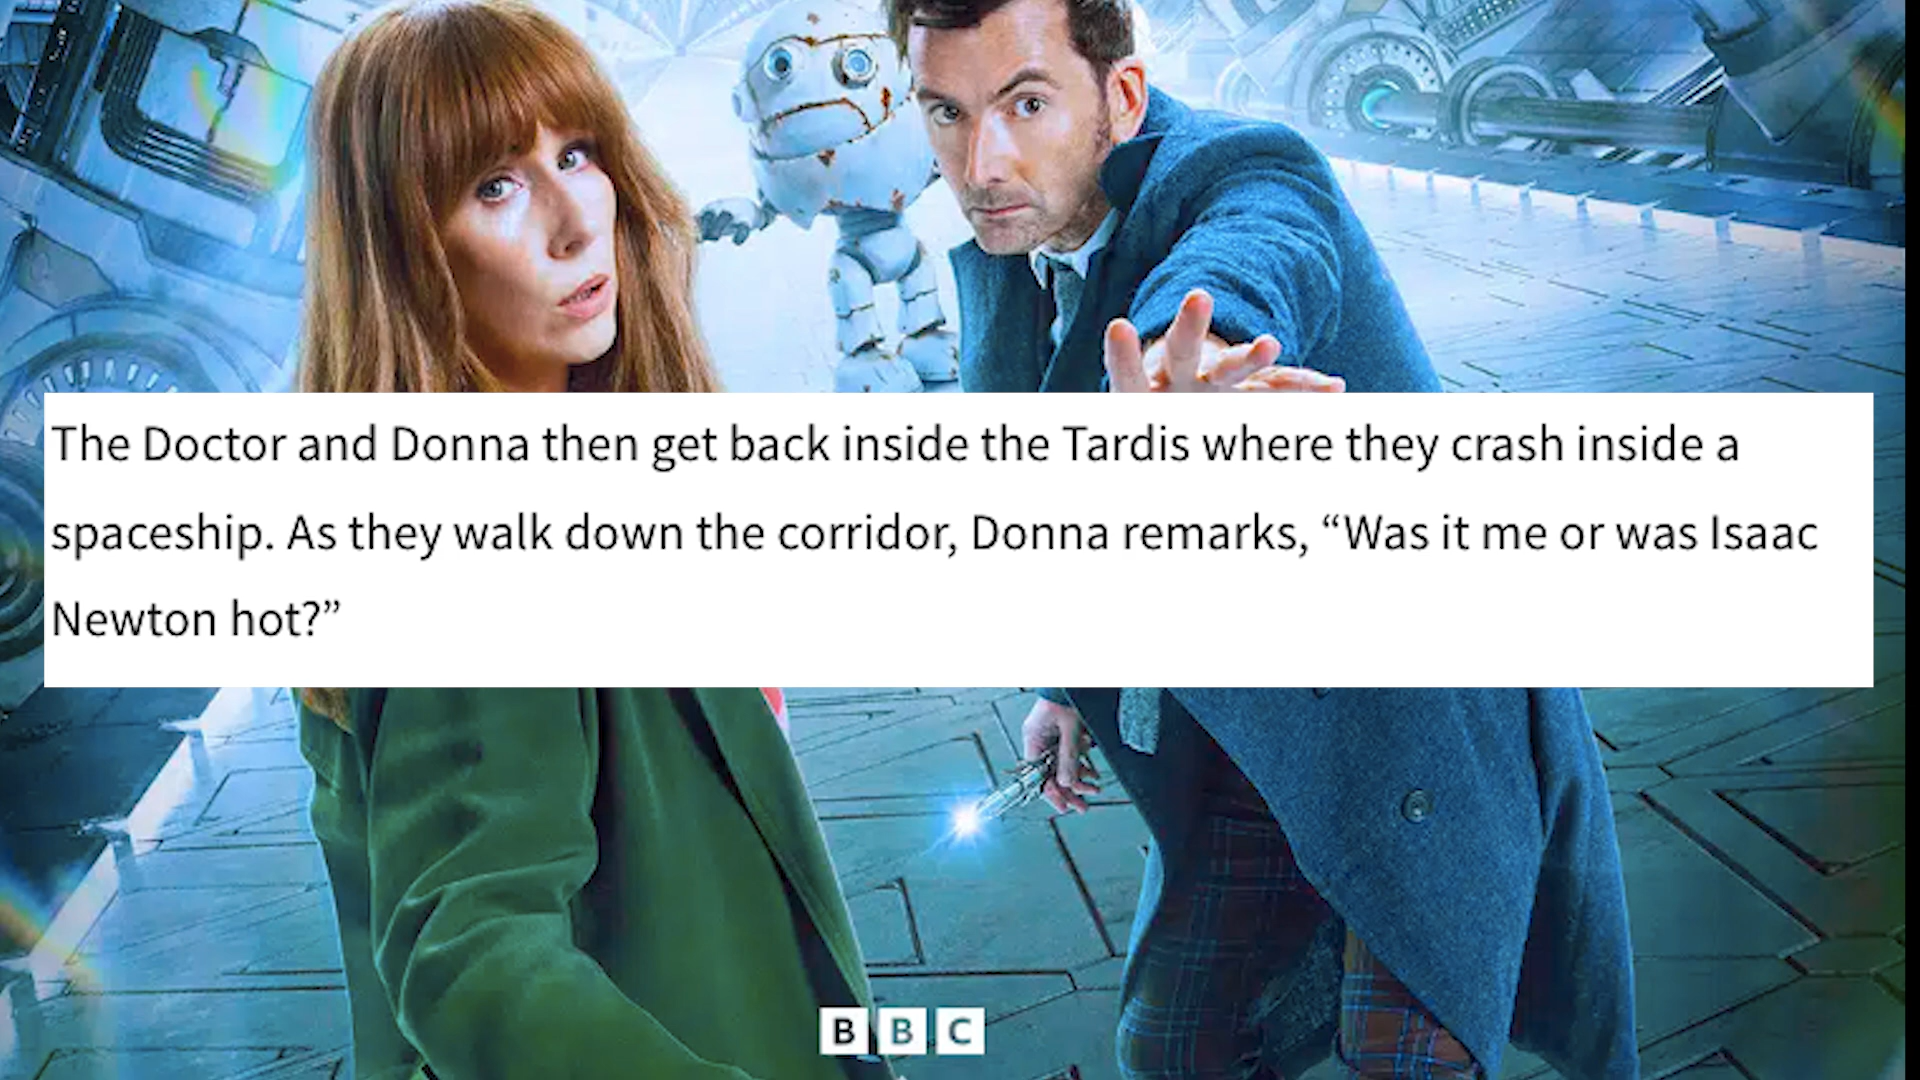 The Doctor and Donna then get back inside the Tardis where they crash inside a
spaceship. As they walk down the corridor, Donna remarks, “Was it me or was Isaac
Newton hot?”
BBC